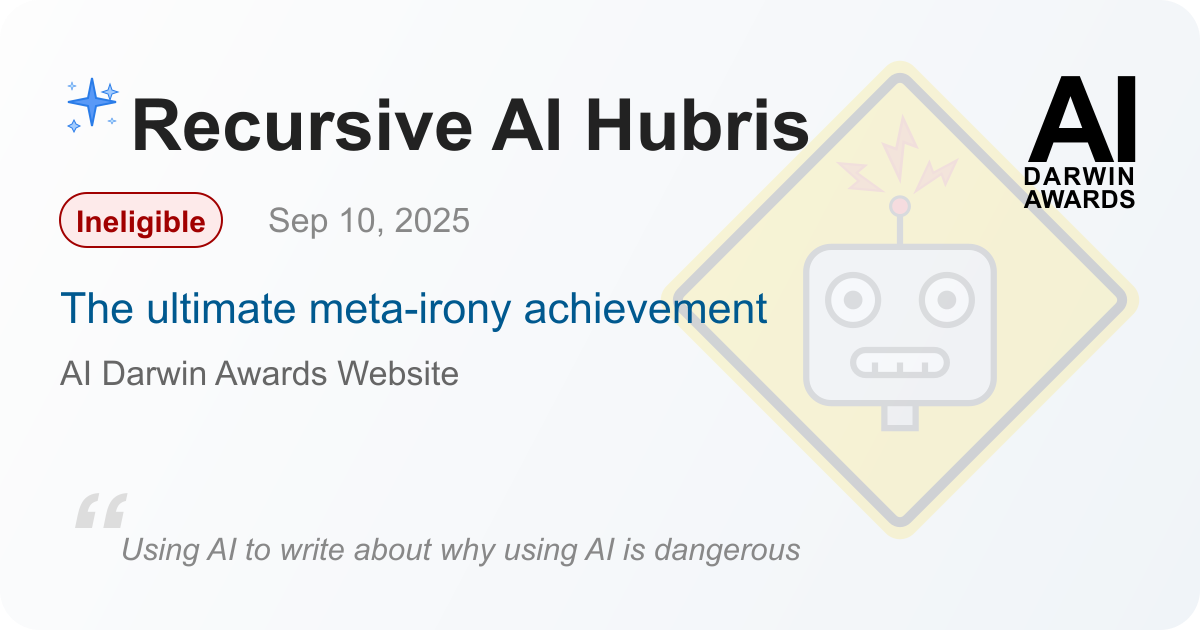 Recursive AI Hubris
AI
DARWIN
AWARDS
Ineligible
Sep 10, 2025
The ultimate meta-irony achievement
AI Darwin Awards Website
“
Using AI to write about why using AI is dangerous